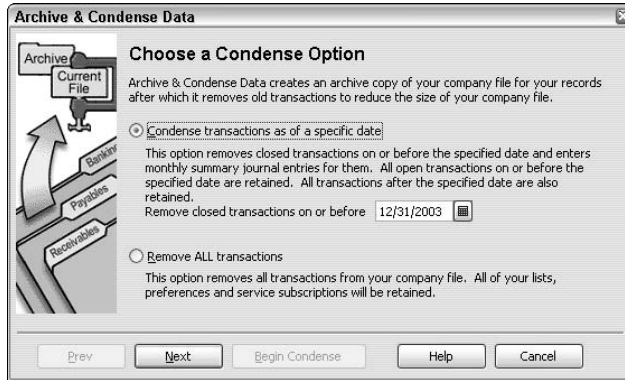 Archive & Condense Data
Archive
Current
File
Banking
Payables
Receivables
Choose a Condense Option
Archive & Condense Data creates an archive copy of your company file for your records
after which it removes old transactions to reduce the size of your company file.
Condense transactions as of a specific date
This option removes closed transactions on or before the specified date and enters
monthly summary journal entries for them. All open transactions on or before the
specified date are retained. All transactions after the specified date are also
retained.
Remove closed transactions on or before 12/31/2003
Remove ALL transactions
This option removes all transactions from your company file. All of your lists,
preferences and service subscriptions will be retained.
Prev Next Begin Condense Help Cancel